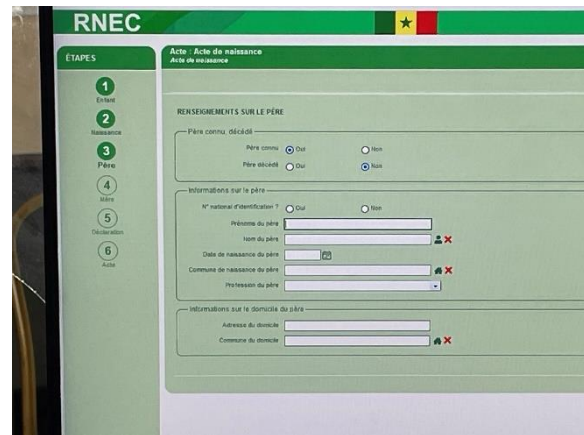 RNEC
ÉTAPES
1
Enfant
2
Naissance
3
Père
4
Mère
5
Déclaration
6
Acte
Acte : Acte de naissance
Acte de naissance
RENSEIGNEMENTS SUR LE PÈRE
Père connu, décédé
Père connu Oui Non
Père décédé Oui Non
Informations sur le père
N° national d'identification ? Oui Non
Prénoms du père
Nom du père
Date de naissance du père
Commune de naissance du père
Profession du père
Informations sur le domicile du père
Adresse du domicile
Commune du domicile